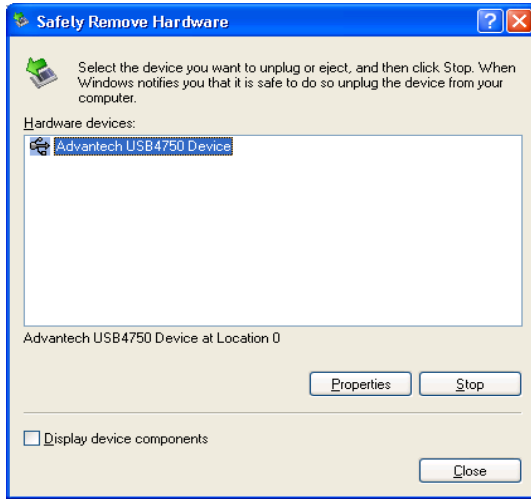 Safely Remove Hardware
Select the device you want to unplug or eject, and then click Stop. When
Windows notifies you that it is safe to do so unplug the device from your
computer.
Hardware devices:
Advantech USB4750 Device
Advantech USB4750 Device at Location 0
Properties Stop
Display device components
Close